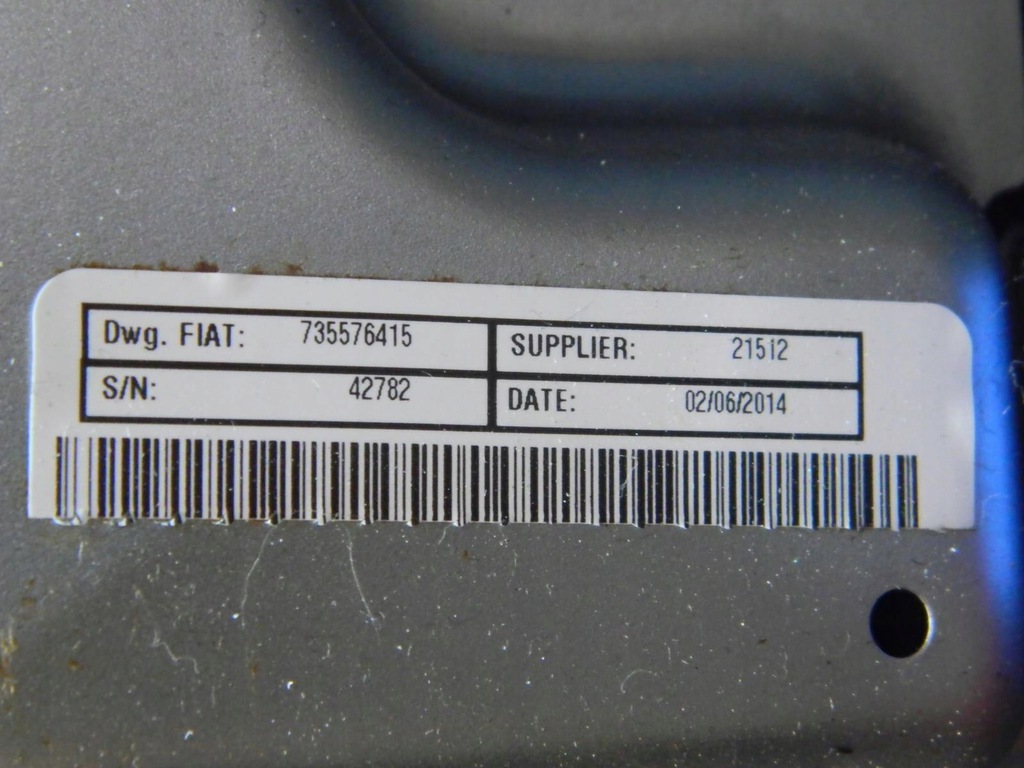 Dwg. FIAT: 735576415 SUPPLIER: 21512
S/N: 42782 DATE: 02/06/2014